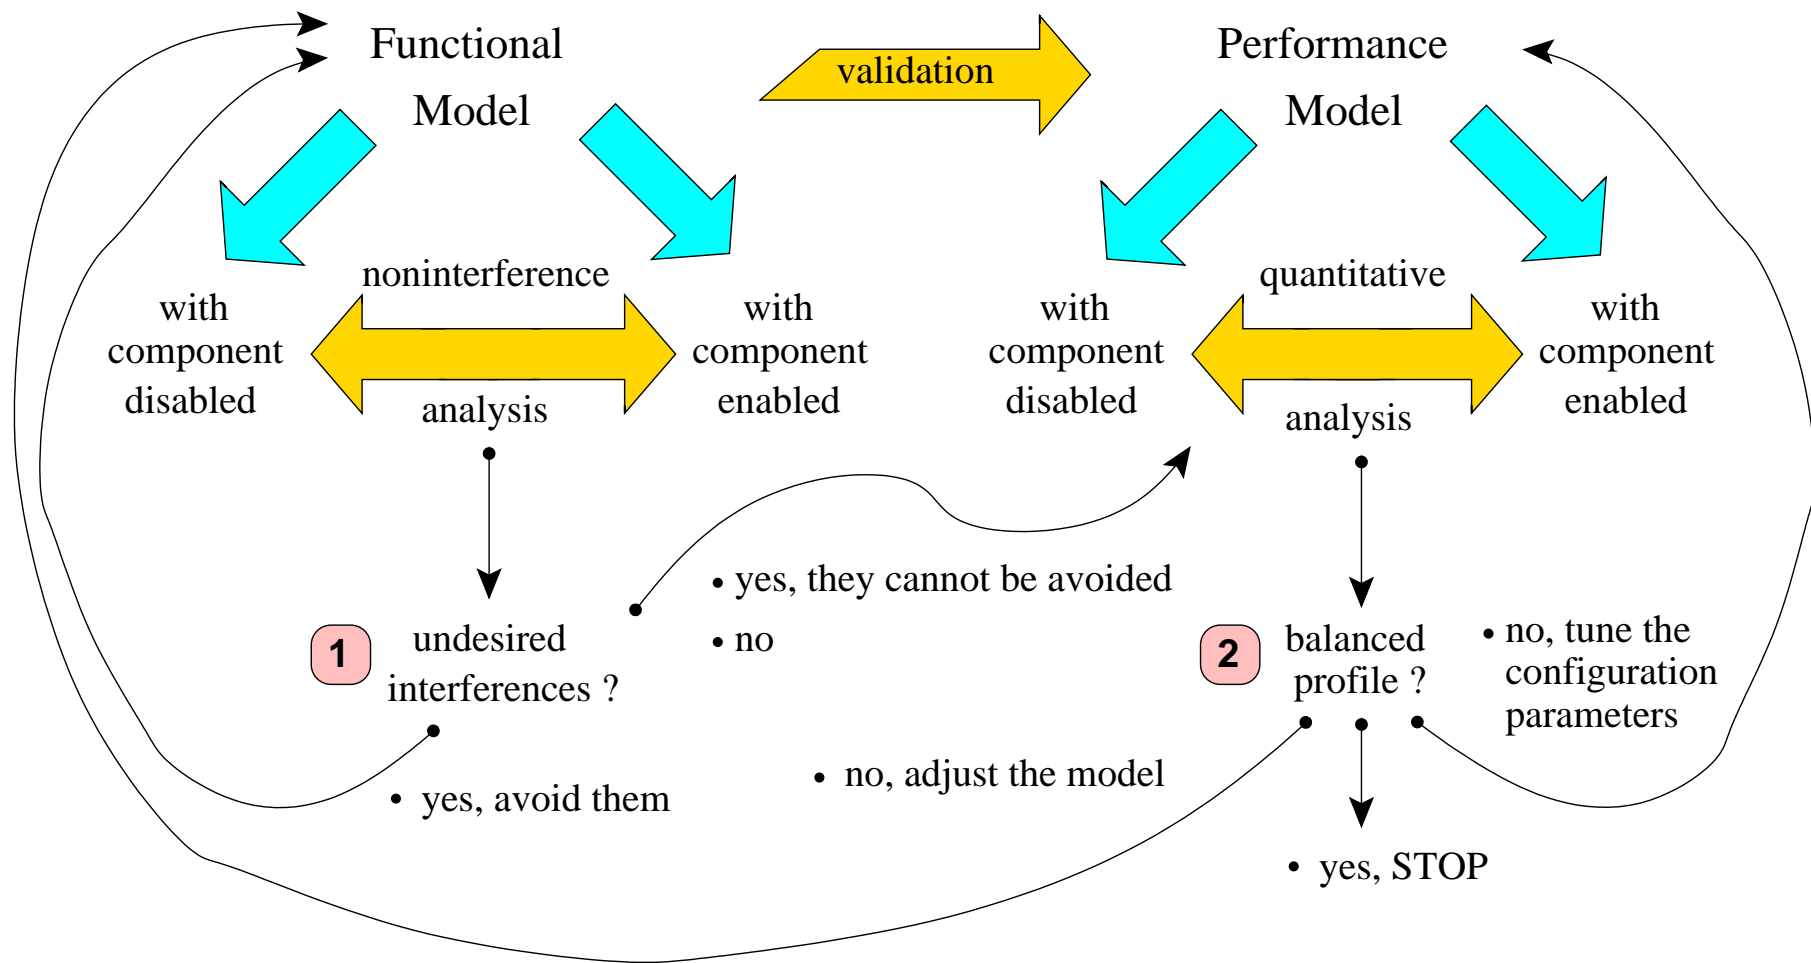 Functional
Model
validation
Performance
Model
noninterference
analysis
with
component
disabled
with
component
enabled
quantitative
analysis
with
component
disabled
with
component
enabled
1
undesired
interferences ?
• yes, they cannot be avoided
• no
• yes, avoid them
2
balanced
profile ?
• no, tune the
configuration
parameters
• no, adjust the model
• yes, STOP